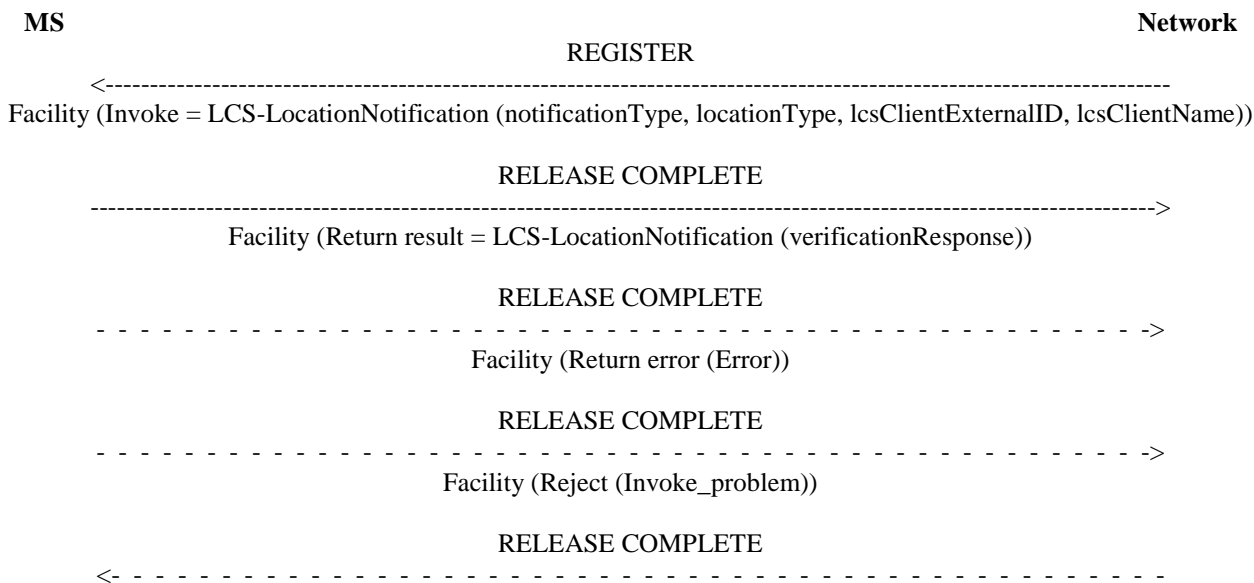 MS Network
REGISTER
<------------------------------------------------------------------------------------------------------------------------
Facility (Invoke = LCS-LocationNotification (notificationType, locationType, lcsClientExternalID, lcsClientName))
RELEASE COMPLETE
------------------------------------------------------------------------------------------------------------------------>
Facility (Return result = LCS-LocationNotification (verificationResponse))
RELEASE COMPLETE
- - - - - - - - - - - - - - - - - - - - - - - - - - - - - - - - - - - - - - - - - - - - - - - - ->
Facility (Return error (Error))
RELEASE COMPLETE
- - - - - - - - - - - - - - - - - - - - - - - - - - - - - - - - - - - - - - - - - - - - - - - - ->
Facility (Reject (Invoke_problem))
RELEASE COMPLETE
<- - - - - - - - - - - - - - - - - - - - - - - - - - - - - - - - - - - - - - - - - - - - - - - - -